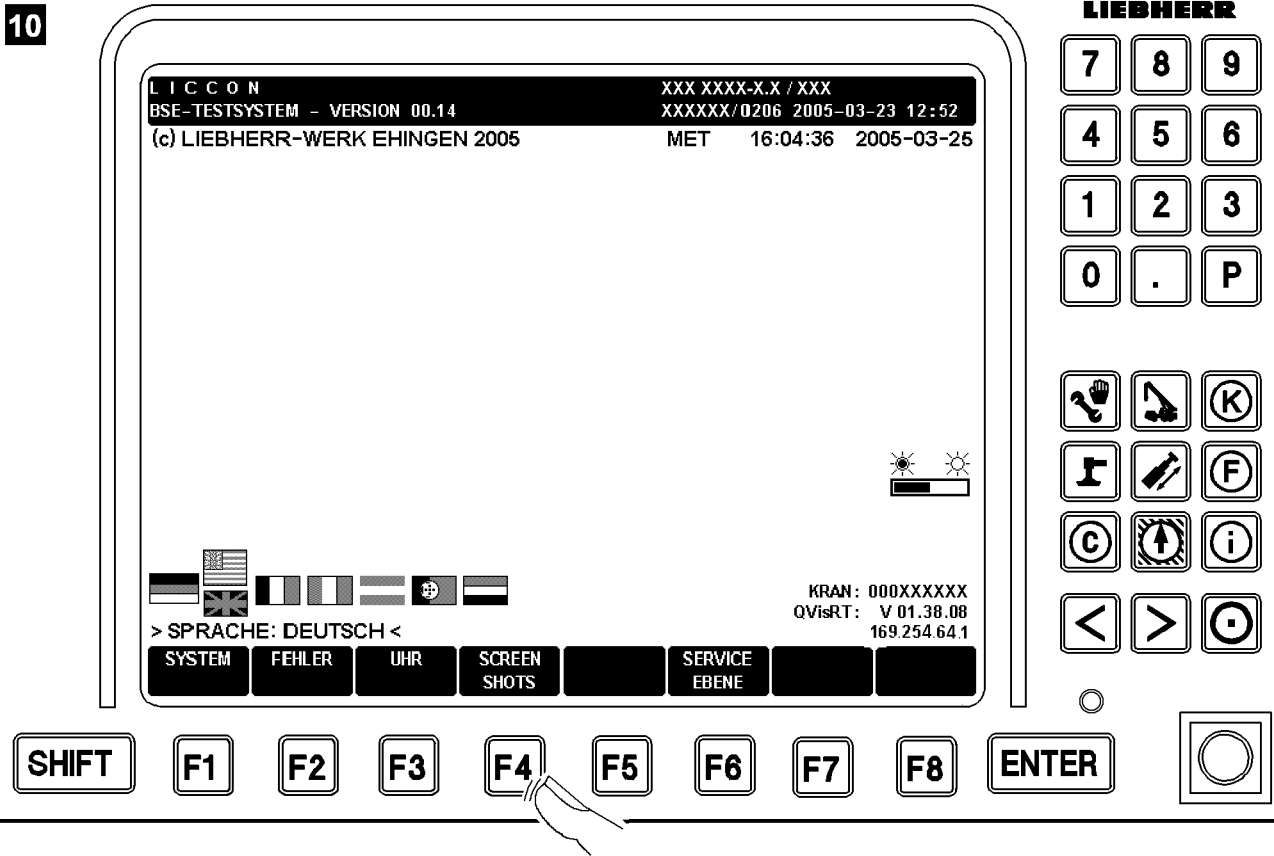 10
LIEBHERR
LICCON
XXX XXXX-X.X / XXX
BSE-TESTSYSTEM - VERSION 00.14
XXXXXX/0206 2005-03-23 12:52
(c) LIEBHERR-WERK EHINGEN 2005
MET 16:04:36 2005-03-25
KRAN: 000XXXXXX
QVisRT: V 01.38.08
> SPRACHE: DEUTSCH <
169.254.64.1
SYSTEM
FEHLER
UHR
SCREEN SHOTS
SERVICE EBENE
7 8 9
4 5 6
1 2 3
0 . P
K
F
C i
< >
SHIFT F1 F2 F3 F4 F5 F6 F7 F8 ENTER